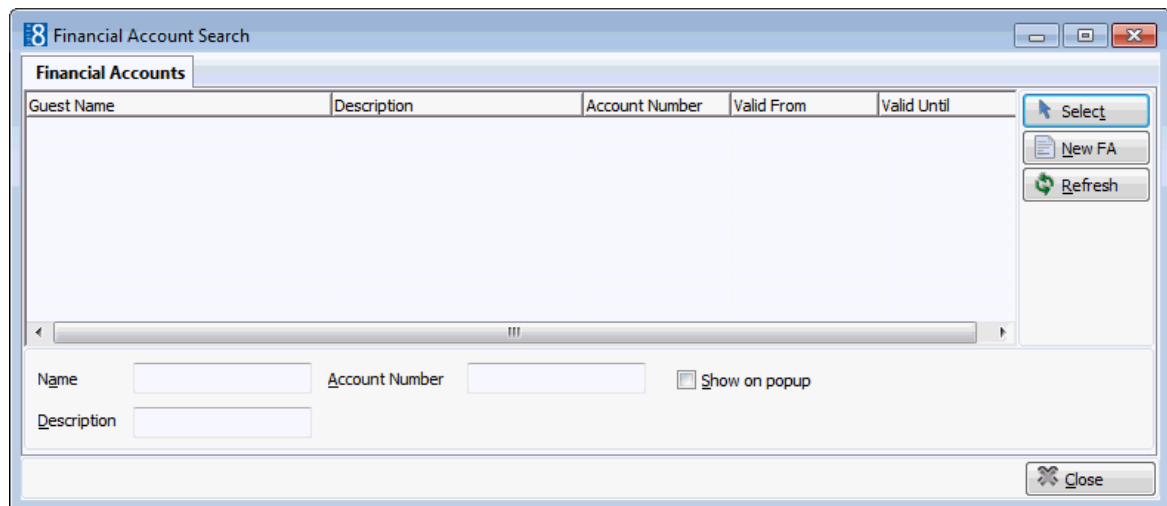 8 Financial Account Search
Financial Accounts
Guest Name Description Account Number Valid From Valid Until
Select
New FA
Refresh
Name Account Number Show on popup
Description
Close